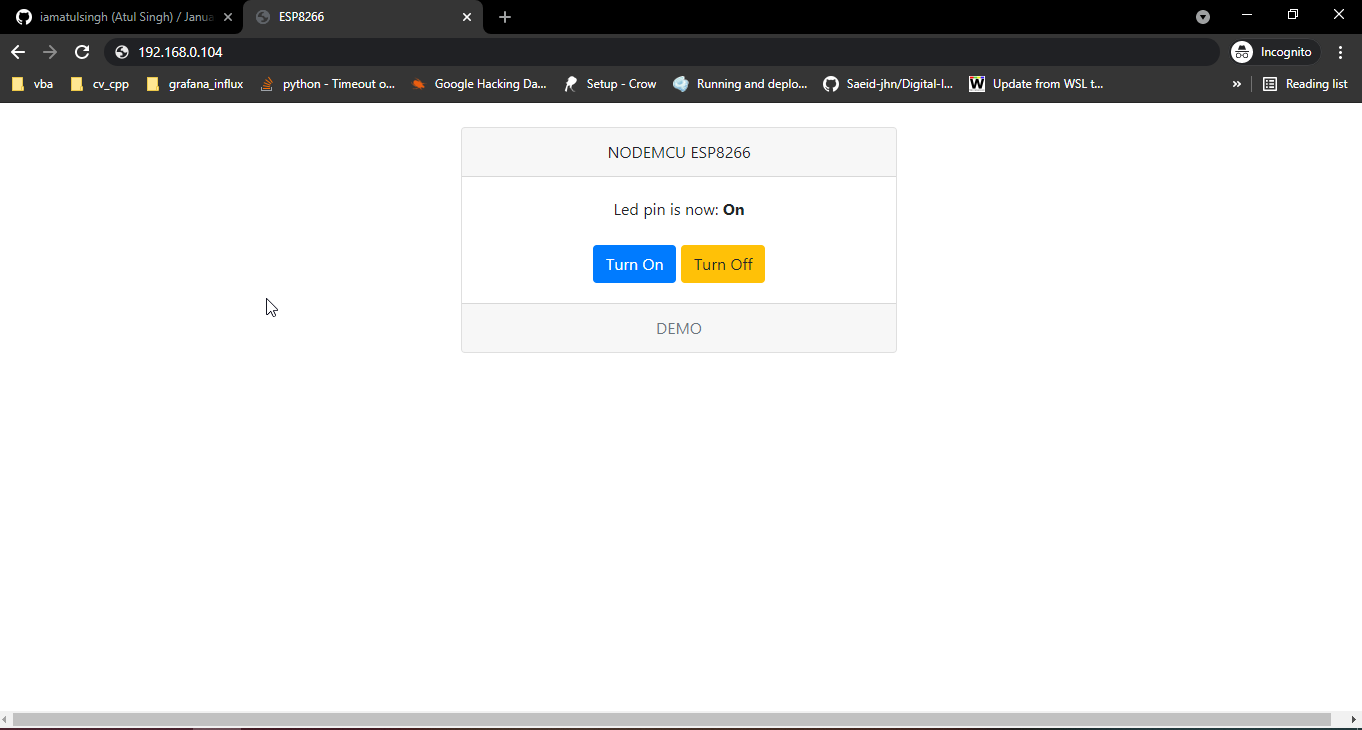 iamatulsingh (Atul Singh) / Janua
ESP8266
192.168.0.104
Incognito
vba
cv_cpp
grafana_influx
python - Timeout o...
Google Hacking Da...
Setup - Crow
Running and deplo...
Saeid-jhn/Digital-I...
W
Update from WSL t...
»
Reading list
NODEMCU ESP8266
Led pin is now: On
Turn On
Turn Off
DEMO